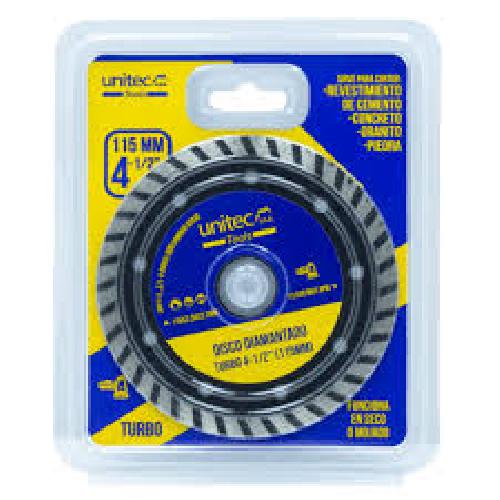 unitec
Tools
SIRVE PARA CORTAR:
-REVESTIMIENTO
DE CEMENTO
-CONCRETO
-GRANITO
-PIEDRA
115 MM
4-1/2"
unitec
Tools
DISCO DIAMANTADO
TURBO 4-1/2" (115MM)
TURBO
FUNCIONA
EN SECO
O MOJADO